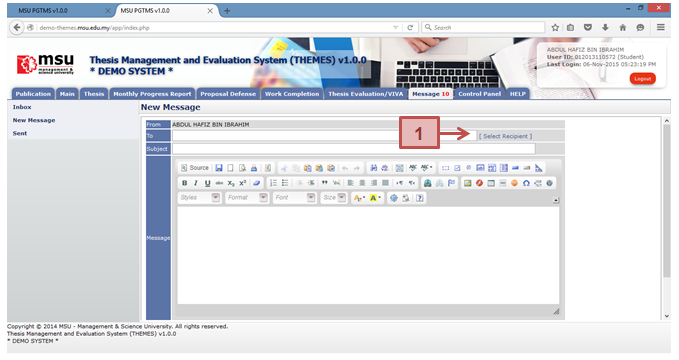 MSU PGTMS v1.0.0
MSU PGTMS v1.0.0
demo-themes.msu.edu.my/app/index.php
Search
msu
management & science university
Thesis Management and Evaluation System (THEMES) v1.0.0
* DEMO SYSTEM *
ABDUL HAFIZ BIN IBRAHIM
User ID: 012013110572 (Student)
Last Login: 06-Nov-2015 05:23:19 PM
Logout
Publication Main Thesis Monthly Progress Report Proposal Defense Work Completion Thesis Evaluation/VIVA Message 10 Control Panel HELP
Inbox
New Message
Sent
New Message
From ABDUL HAFIZ BIN IBRAHIM
To
1
[ Select Recipient ]
Subject
Source
B I U abc X₂ X²
Styles Format Font Size
Message
Copyright © 2014 MSU - Management & Science University. All rights reserved.
Thesis Management and Evaluation System (THEMES) v1.0.0
* DEMO SYSTEM *